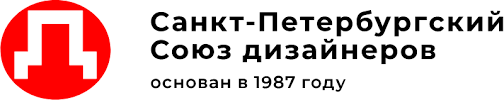 Санкт-Петербургский
Союз дизайнеров
основан в 1987 году